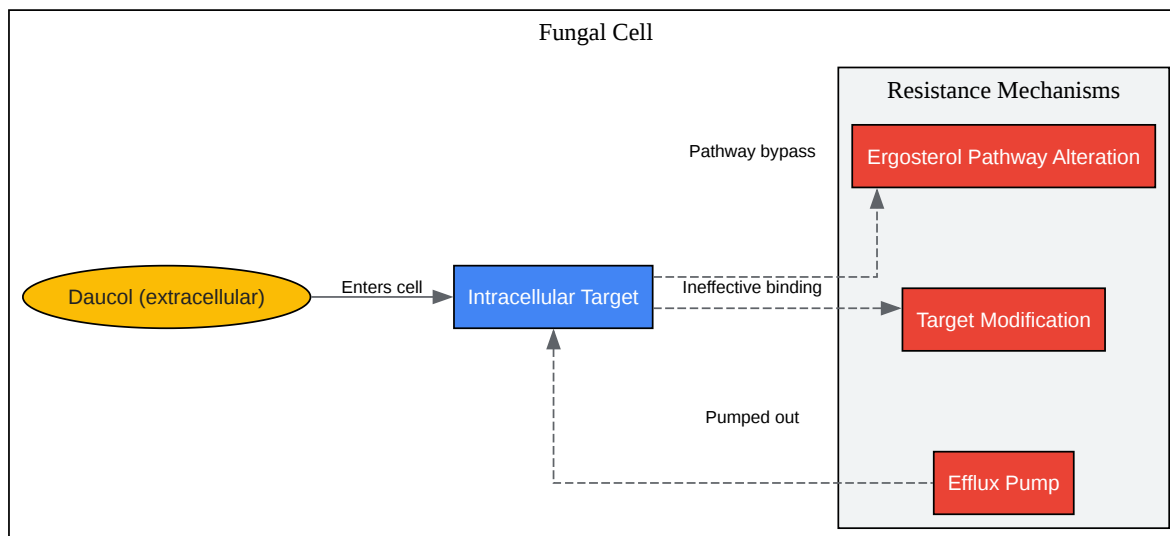 Fungal Cell
Resistance Mechanisms
Pathway bypass
Ergosterol Pathway Alteration
Daucol (extracellular)
Enters cell
Intracellular Target
Ineffective binding
Target Modification
Pumped out
Efflux Pump